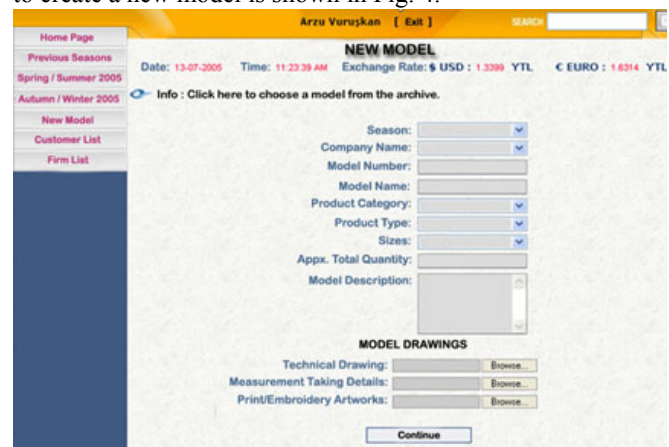 to create a new model is shown in Fig. 4.
Arzu Vuruşkan [ Exit ] SEARCH
Home Page
Previous Seasons
Spring / Summer 2005
Autumn / Winter 2005
New Model
Customer List
Firm List
NEW MODEL
Date: 13-07-2005 Time: 11:23:39 AM Exchange Rate: $ USD : 1.3399 YTL € EURO : 1.6314 YTL
Info : Click here to choose a model from the archive.
Season:
Company Name:
Model Number:
Model Name:
Product Category:
Product Type:
Sizes:
Appx. Total Quantity:
Model Description:
MODEL DRAWINGS
Technical Drawing: Browse...
Measurement Taking Details: Browse...
Print/Embroidery Artworks: Browse...
Continue